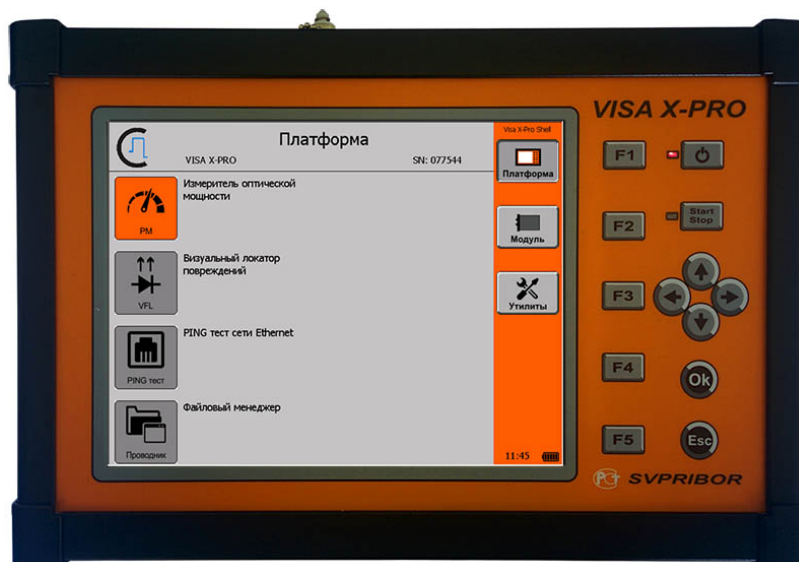 VISA X-PRO
Платформа
VISA X-PRO
SN: 077544
Измеритель оптической
мощности
PM
Визуальный локатор
повреждений
VFL
PING тест сети Ethernet
PING тест
Файловый менеджер
Проводник
Visa X-Pro Shell
Платформа
Модуль
Утилиты
11:45
F1
F2
Start
Stop
F3
F4
Ok
F5
Esc
РСТ
SVPRIBOR